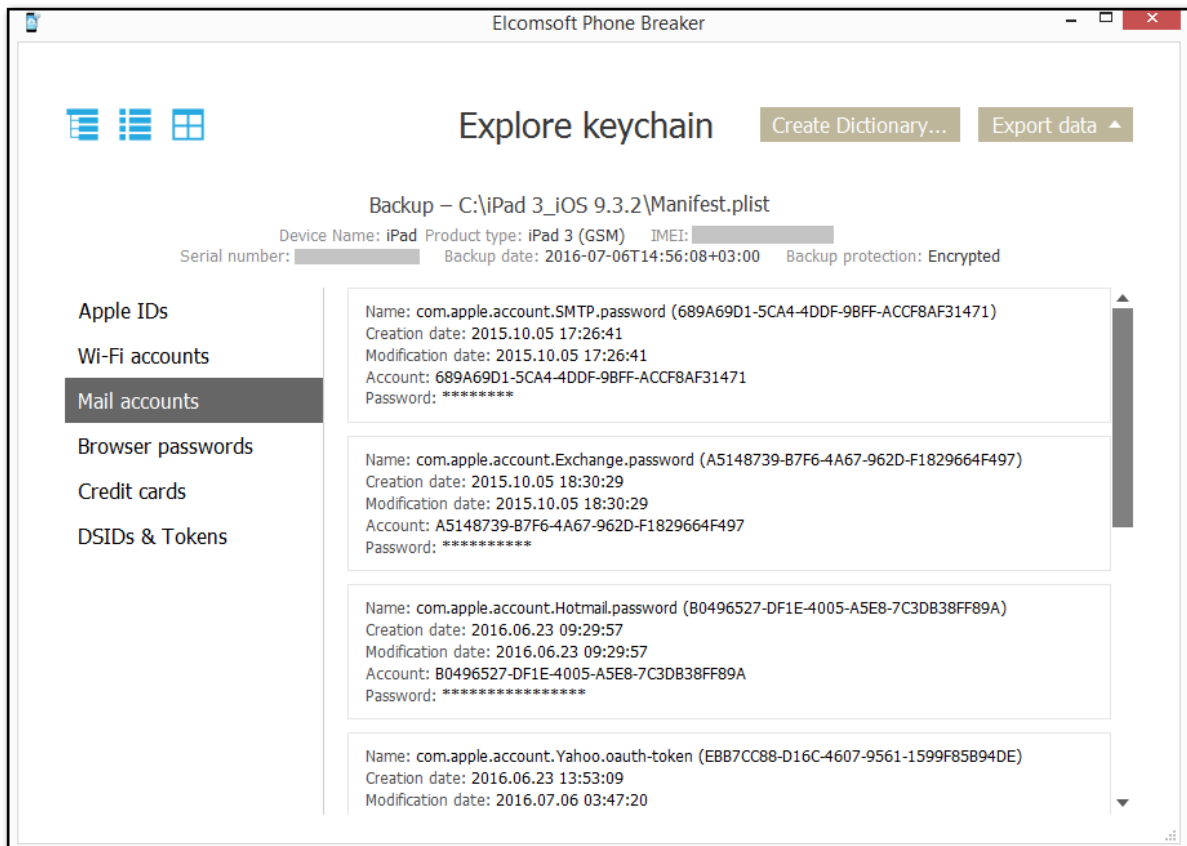 Elcomsoft Phone Breaker
Explore keychain
Create Dictionary...
Export data
Backup – C:\iPad 3_iOS 9.3.2\Manifest.plist
Device Name: iPad Product type: iPad 3 (GSM) IMEI:
Serial number: Backup date: 2016-07-06T14:56:08+03:00 Backup protection: Encrypted
Apple IDs
Wi-Fi accounts
Mail accounts
Browser passwords
Credit cards
DSIDs & Tokens
Name: com.apple.account.SMTP.password (689A69D1-5CA4-4DDF-9BFF-ACCF8AF31471)
Creation date: 2015.10.05 17:26:41
Modification date: 2015.10.05 17:26:41
Account: 689A69D1-5CA4-4DDF-9BFF-ACCF8AF31471
Password: ********
Name: com.apple.account.Exchange.password (A5148739-B7F6-4A67-962D-F1829664F497)
Creation date: 2015.10.05 18:30:29
Modification date: 2015.10.05 18:30:29
Account: A5148739-B7F6-4A67-962D-F1829664F497
Password: **********
Name: com.apple.account.Hotmail.password (B0496527-DF1E-4005-A5E8-7C3DB38FF89A)
Creation date: 2016.06.23 09:29:57
Modification date: 2016.06.23 09:29:57
Account: B0496527-DF1E-4005-A5E8-7C3DB38FF89A
Password: ****************
Name: com.apple.account.Yahoo.oauth-token (EBB7CC88-D16C-4607-9561-1599F85B94DE)
Creation date: 2016.06.23 13:53:09
Modification date: 2016.07.06 03:47:20